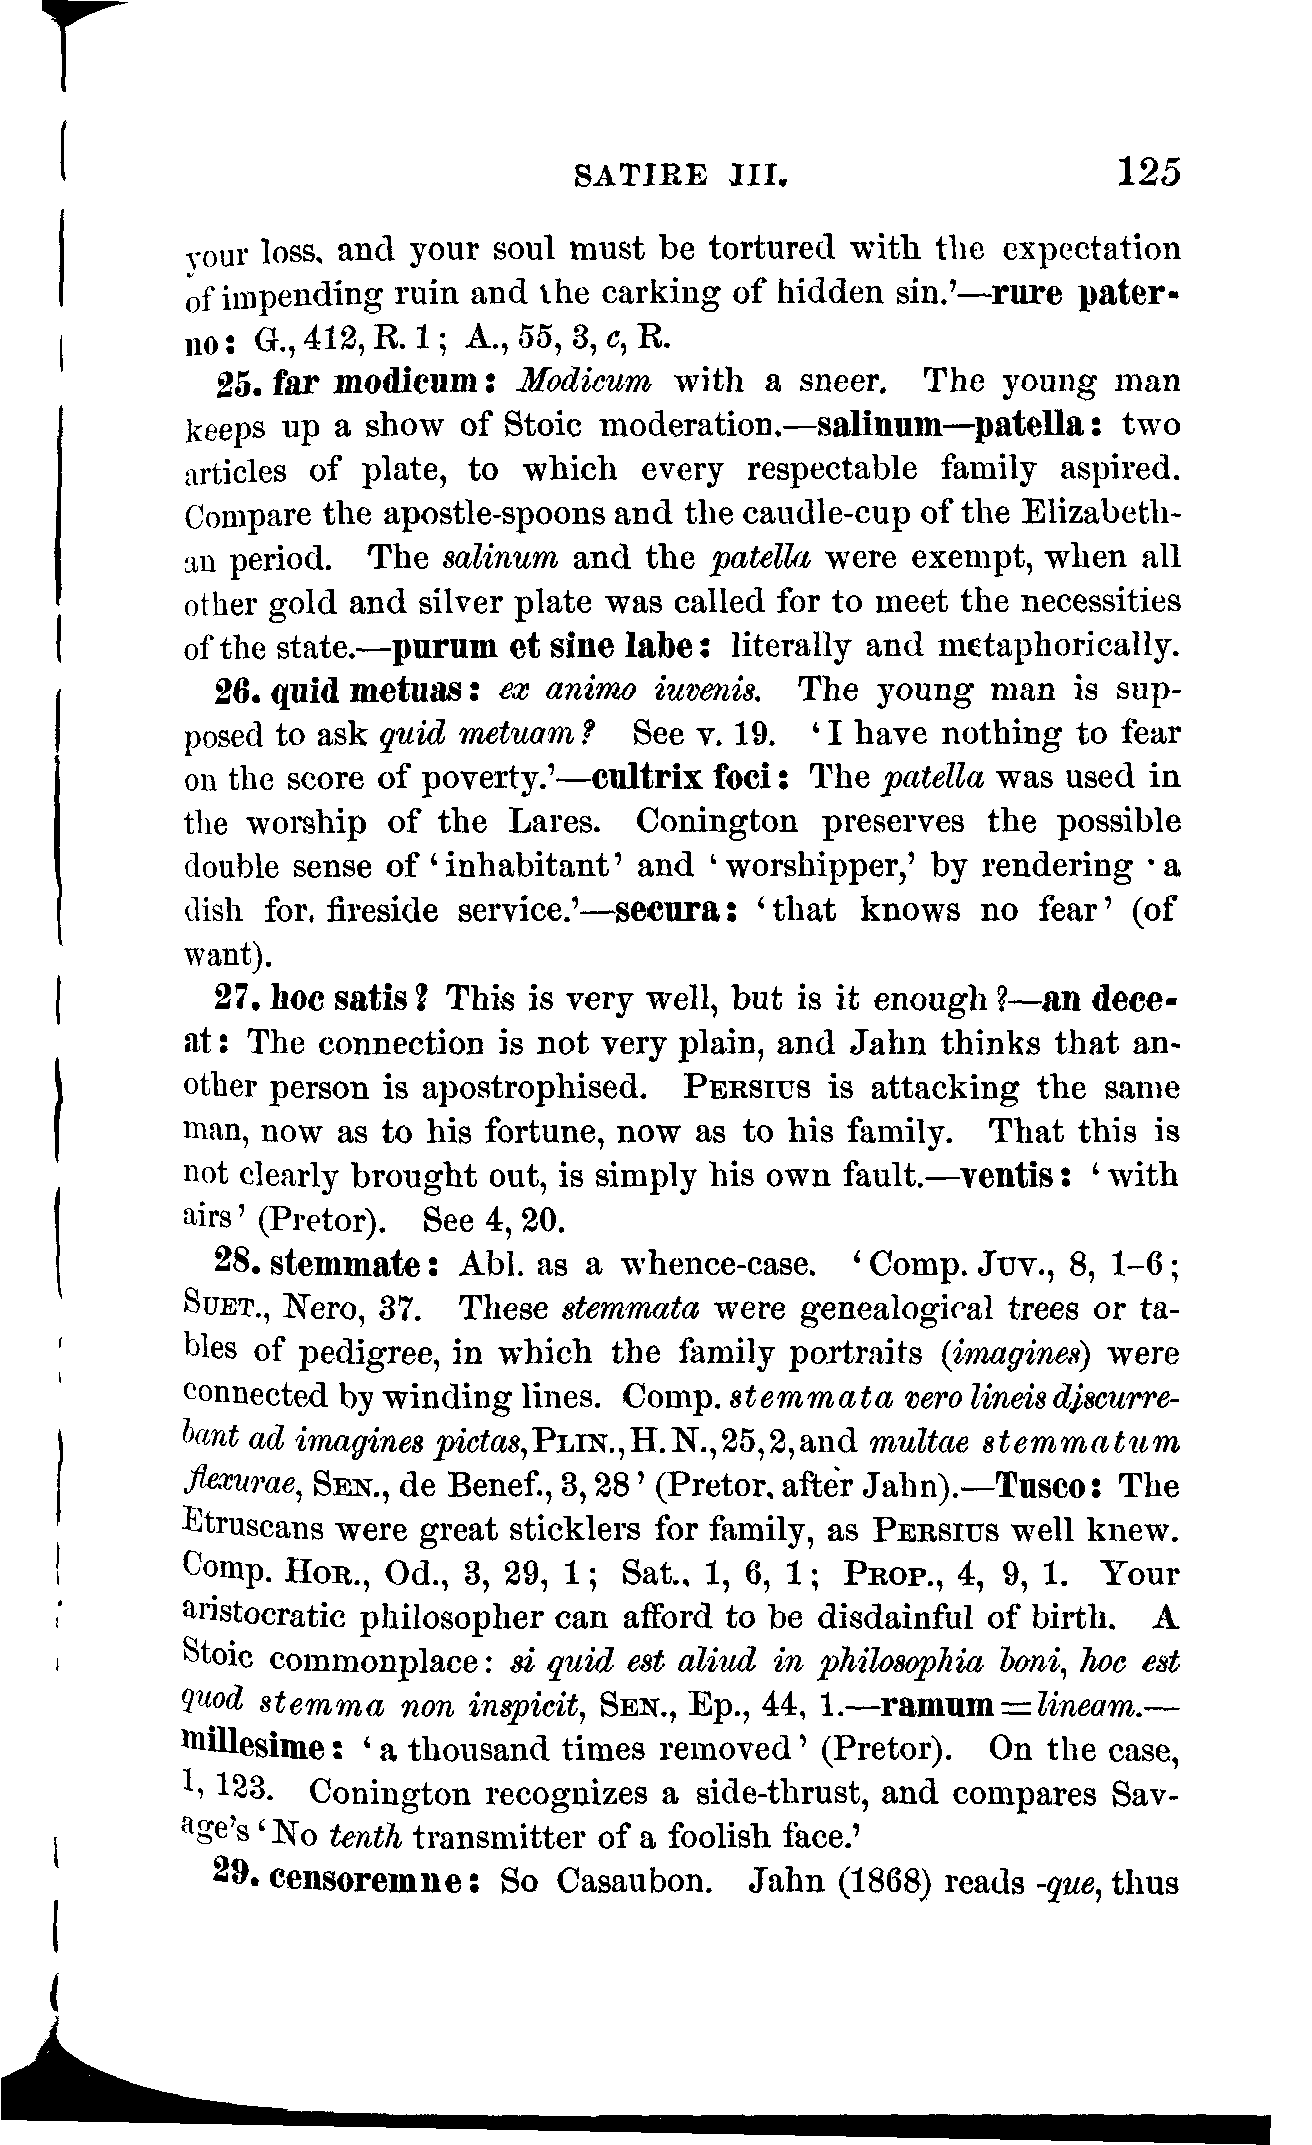 SATIRE III. 125
your loss, and your soul must be tortured with the expectation
of impending ruin and the carking of hidden sin.’—rure pater-
no: G., 412, R. 1; A., 55, 3, c, R.
25. far modicum: Modicum with a sneer. The young man
keeps up a show of Stoic moderation.—salinum—patella: two
articles of plate, to which every respectable family aspired.
Compare the apostle-spoons and the caudle-cup of the Elizabeth-
an period. The salinum and the patella were exempt, when all
other gold and silver plate was called for to meet the necessities
of the state.—purum et sine labe: literally and metaphorically.
26. quid metuas: ex animo iuvenis. The young man is sup-
posed to ask quid metuam? See v. 19. ‘I have nothing to fear
on the score of poverty.’—cultrix foci: The patella was used in
the worship of the Lares. Conington preserves the possible
double sense of ‘inhabitant’ and ‘worshipper,’ by rendering ‘a
dish for, fireside service.’—secura: ‘that knows no fear’ (of
want).
27. hoc satis? This is very well, but is it enough?—an dece-
at: The connection is not very plain, and Jahn thinks that an-
other person is apostrophised. PERSIUS is attacking the same
man, now as to his fortune, now as to his family. That this is
not clearly brought out, is simply his own fault.—ventis: ‘with
airs’ (Pretor). See 4, 20.
28. stemmate: Abl. as a whence-case. ‘Comp. JUV., 8, 1–6;
SUET., Nero, 37. These stemmata were genealogical trees or ta-
bles of pedigree, in which the family portraits (imagines) were
connected by winding lines. Comp. stemmata vero lineis discurre-
bant ad imagines pictas, PLIN., H. N., 25, 2, and multae stemmatum
flexurae, SEN., de Benef., 3, 28’ (Pretor, after Jahn).—Tusco: The
Etruscans were great sticklers for family, as PERSIUS well knew.
Comp. HOR., Od., 3, 29, 1; Sat., 1, 6, 1; PROP., 4, 9, 1. Your
aristocratic philosopher can afford to be disdainful of birth. A
Stoic commonplace: si quid est aliud in philosophia boni, hoc est
quod stemma non inspicit, SEN., Ep., 44, 1.—ramum = lineam.—
millesime: ‘a thousand times removed’ (Pretor). On the case,
1, 123. Conington recognizes a side-thrust, and compares Sav-
age’s ‘No tenth transmitter of a foolish face.’
29. censoremne: So Casaubon. Jahn (1868) reads -que, thus